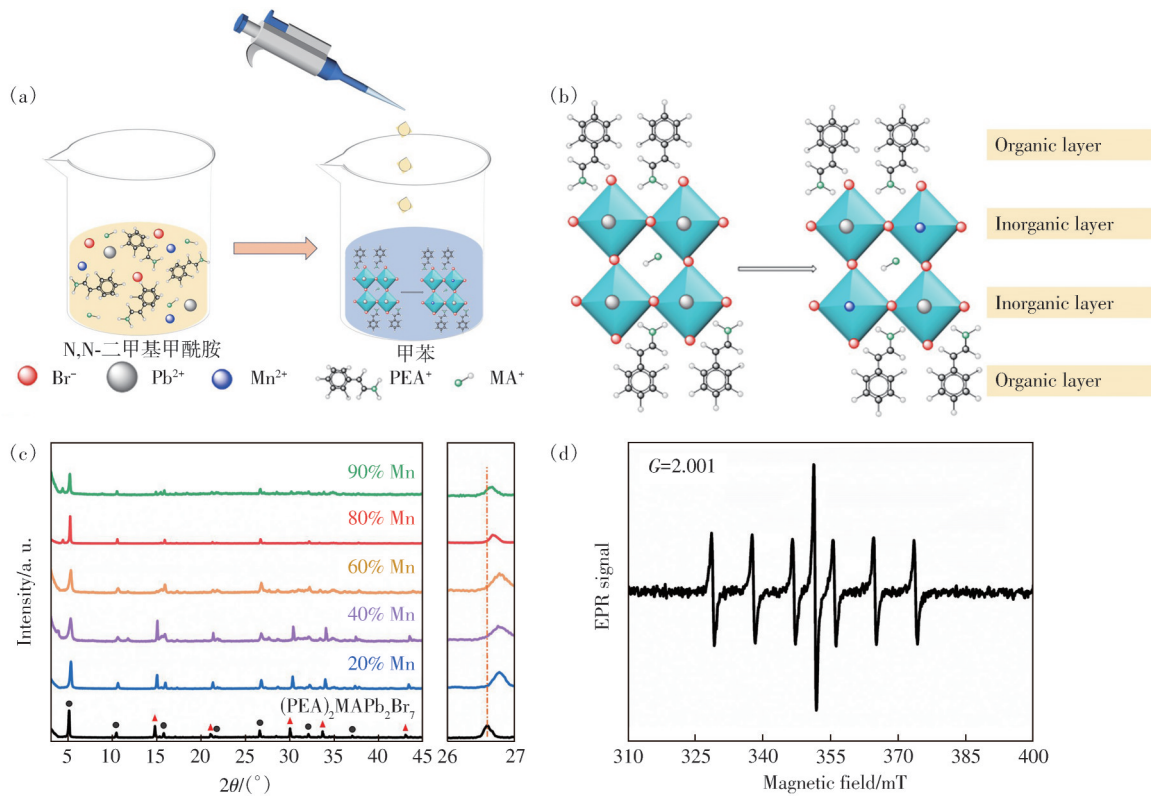 (a)
N,N-二甲基甲酰胺
甲苯
Br⁻
Pb²⁺
Mn²⁺
PEA⁺
MA⁺
(b)
Organic layer
Inorganic layer
Inorganic layer
Organic layer
(c)
90% Mn
80% Mn
60% Mn
40% Mn
20% Mn
(PEA)₂MAPb₂Br₇
Intensity/a. u.
5 10 15 20 25 30 35 40 45
26 27
2θ/(°)
(d)
G=2.001
EPR signal
310 325 340 355 370 385 400
Magnetic field/mT